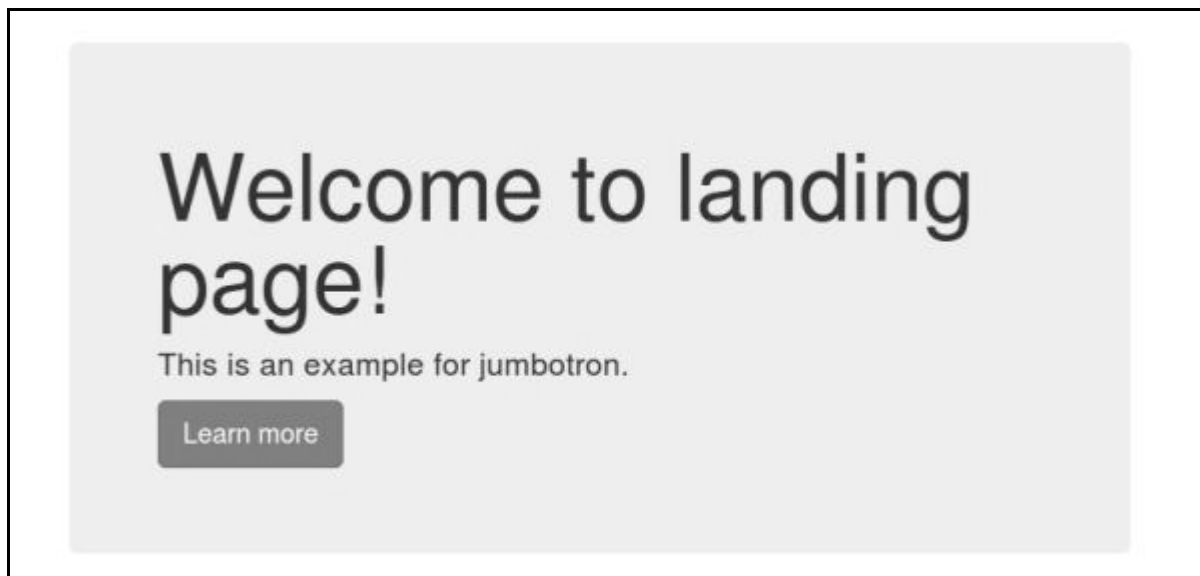 Welcome to landing
page!
This is an example for jumbotron.
Learn more